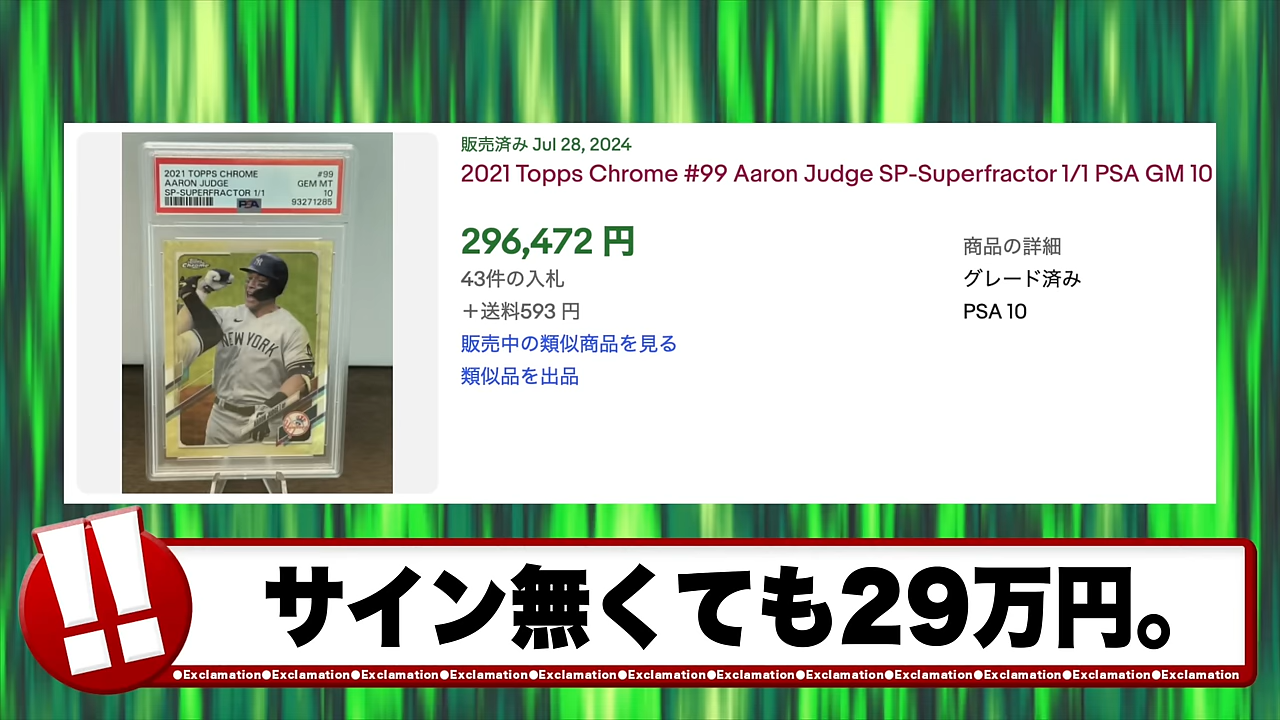 販売済み Jul 28, 2024
2021 Topps Chrome #99 Aaron Judge SP-Superfractor 1/1 PSA GM 10
296,472 円
43件の入札
+送料593 円
販売中の類似商品を見る
類似品を出品
商品の詳細
グレード済み
PSA 10
2021 TOPPS CHROME #99
AARON JUDGE GEM MT
SP-SUPERFRACTOR 1/1 10
PSA 93271285
Topps Chrome
NEW YORK
!!
サイン無くても29万円。
●Exclamation●Exclamation●Exclamation●Exclamation●Exclamation●Exclamation●Exclamation●Exclamation●Exclamation●Exclamation●Exclamation●Exclamation